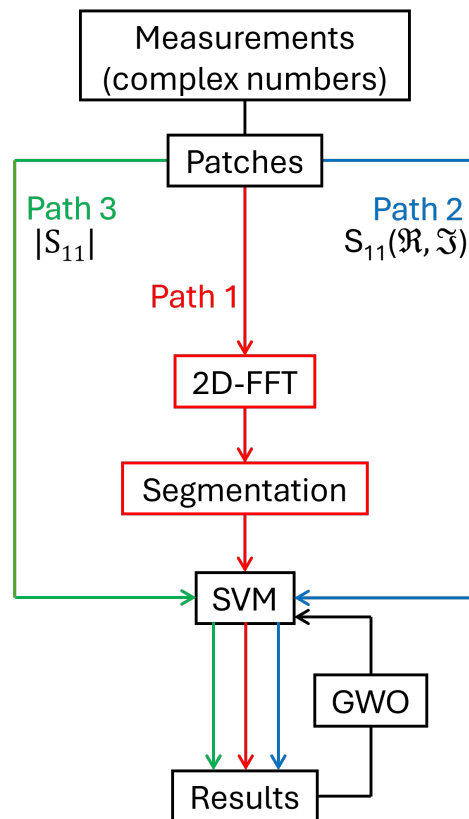 Measurements
(complex numbers)
Patches
Path 3
|S₁₁|
Path 2
S₁₁(ℜ, ℑ)
Path 1
2D-FFT
Segmentation
SVM
GWO
Results